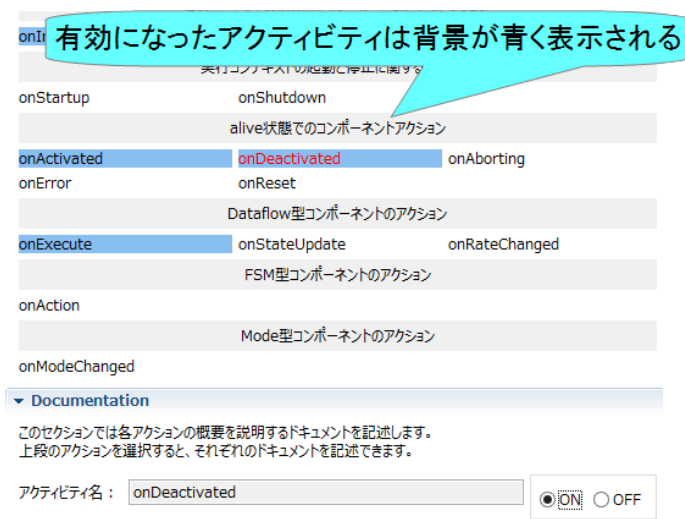 有効になったアクティビティは背景が青く表示される
onStartup onShutdown
alive状態でのコンポーネントアクション
onActivated onDeactivated onAborting
onError onReset
Dataflow型コンポーネントのアクション
onExecute onStateUpdate onRateChanged
FSM型コンポーネントのアクション
onAction
Mode型コンポーネントのアクション
onModeChanged
Documentation
このセクションでは各アクションの概要を説明するドキュメントを記述します。
上段のアクションを選択すると、それぞれのドキュメントを記述できます。
アクティビティ名： onDeactivated ON OFF